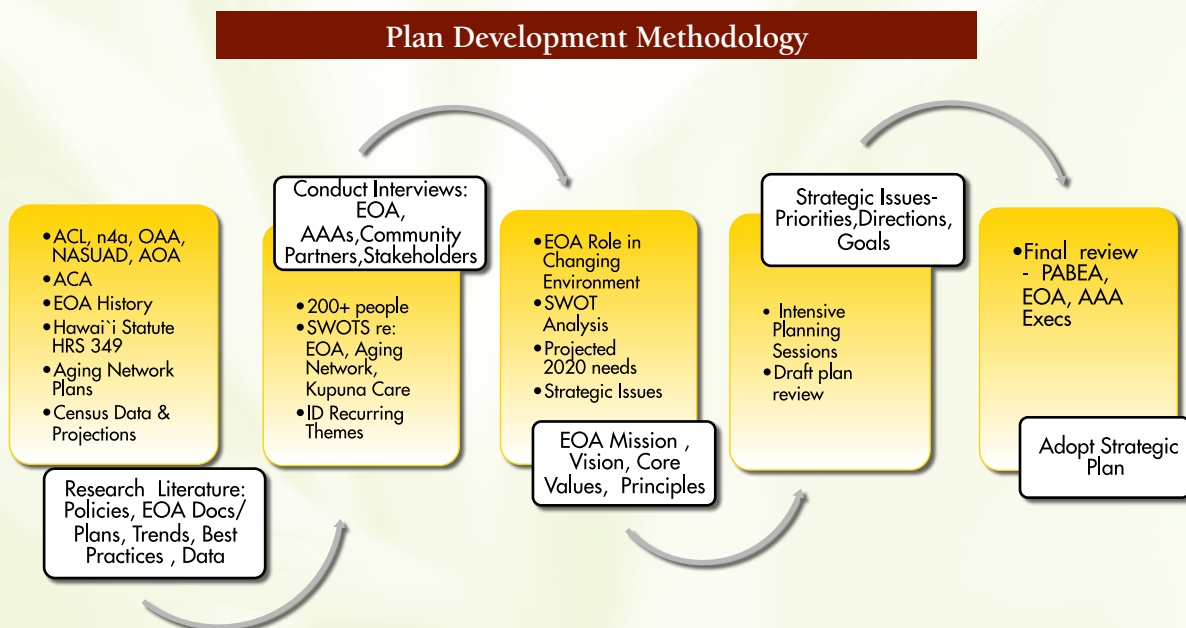 Plan Development Methodology
•ACL, n4a, OAA,
NASUAD, AOA
•ACA
•EOA History
•Hawai`i Statute
HRS 349
•Aging Network
Plans
•Census Data &
Projections
Research Literature:
Policies, EOA Docs/
Plans, Trends, Best
Practices , Data
Conduct Interviews:
EOA,
AAAs,Community
Partners,Stakeholders
•200+ people
•SWOTS re:
EOA, Aging
Network,
Kupuna Care
•ID Recurring
Themes
•EOA Role in
Changing
Environment
•SWOT
Analysis
•Projected
2020 needs
•Strategic Issues
EOA Mission ,
Vision, Core
Values, Principles
Strategic Issues-
Priorities,Directions,
Goals
• Intensive
Planning
Sessions
•Draft plan
review
•Final review
- PABEA,
EOA, AAA
Execs
Adopt Strategic
Plan